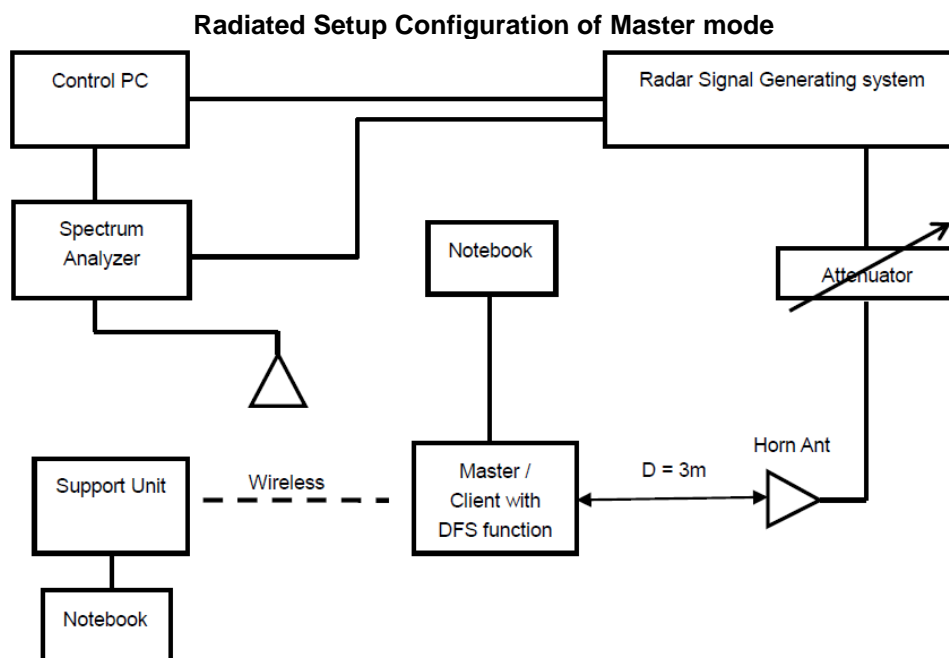 Radiated Setup Configuration of Master mode
Control PC
Radar Signal Generating system
Spectrum
Analyzer
Notebook
Attenuator
Horn Ant
Support Unit
Wireless
Master /
Client with
DFS function
D = 3m
Notebook